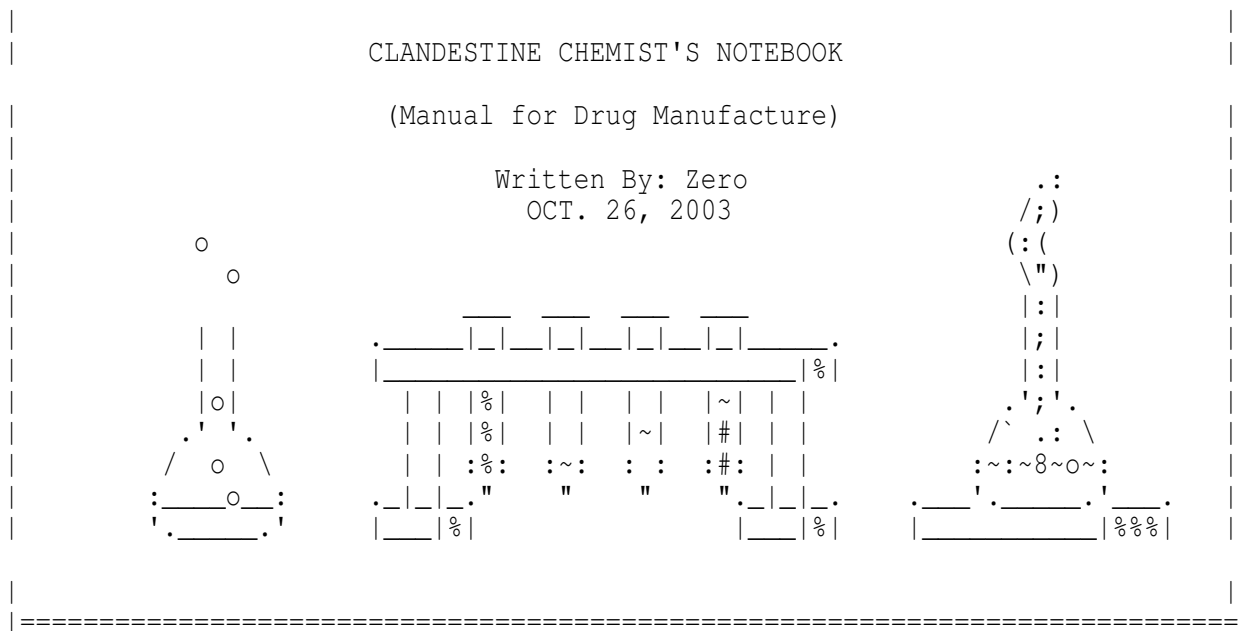 CLANDESTINE CHEMIST'S NOTEBOOK
(Manual for Drug Manufacture)
Written By: Zero
OCT. 26, 2003